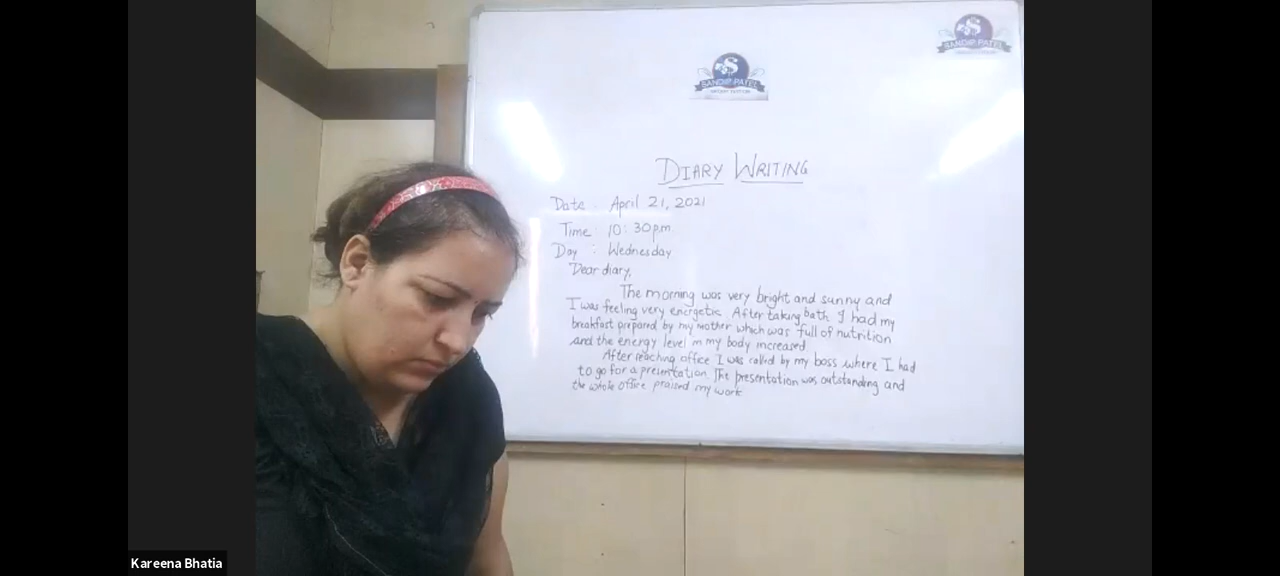 SANDIP PATEL
SANDIP PATEL
DIARY WRITING
Date : April 21, 2021
Time : 10:30 p.m.
Day : Wednesday
Dear diary,
The morning was very bright and sunny and
I was feeling very energetic. After taking bath I had my
breakfast prepared by my mother which was full of nutrition
and the energy level in my body increased.
After reaching office I was called by my boss where I had
to go for a presentation. The presentation was outstanding and
the whole office praised my work
Kareena Bhatia